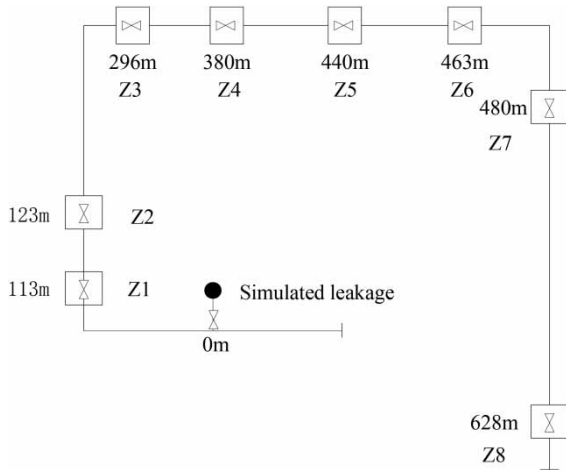 296m 380m 440m 463m
Z3 Z4 Z5 Z6
480m
Z7
123m Z2
113m Z1
Simulated leakage
0m
628m
Z8